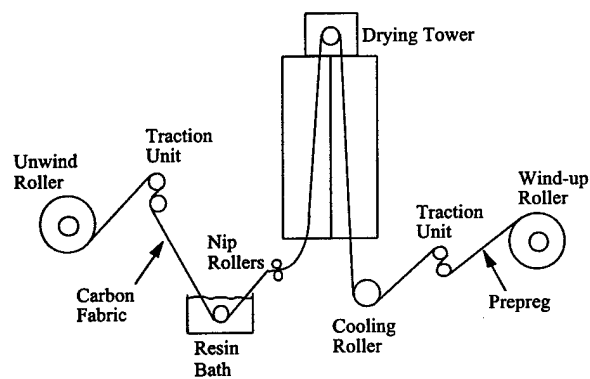 Drying Tower
Traction
Unit
Unwind
Roller
Wind-up
Roller
Traction
Unit
Nip
Rollers
Carbon
Fabric
Prepreg
Cooling
Roller
Resin
Bath